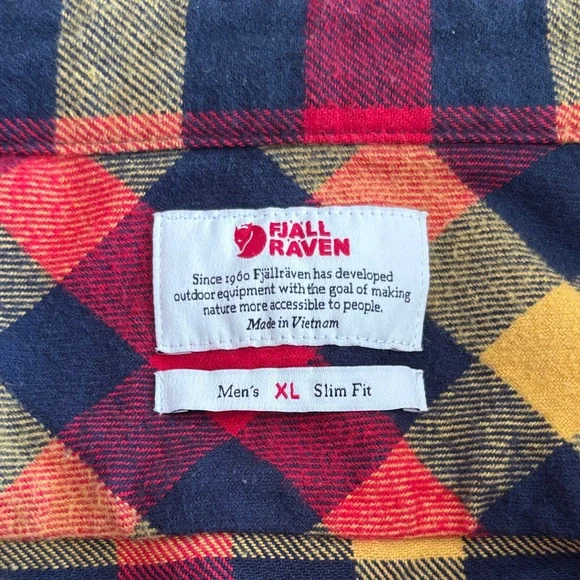 FJÄLL
RÄVEN
Since 1960 Fjällräven has developed
outdoor equipment with the goal of making
nature more accessible to people.
Made in Vietnam
Men's XL Slim Fit